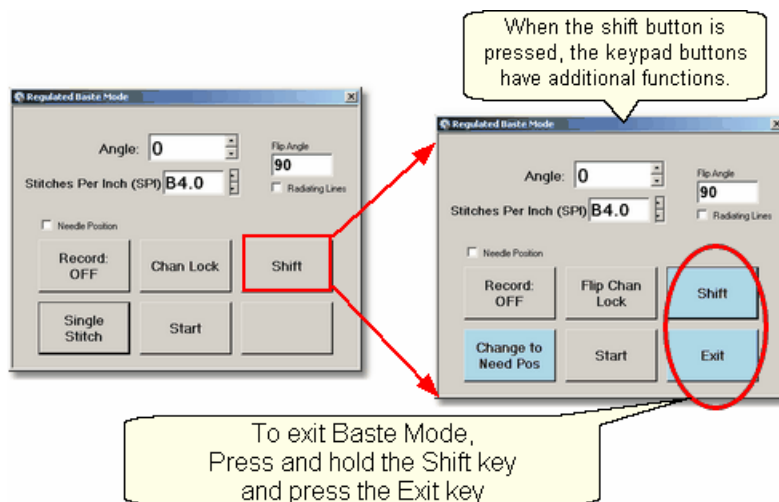 When the shift button is
pressed, the keypad buttons
have additional functions.
Regulated Baste Mode
Angle: 0
Flip Angle
90
Stitches Per Inch (SPI) B4.0
Radiating Lines
Needle Position
Record:
OFF
Chan Lock
Shift
Single
Stitch
Start
Regulated Baste Mode
Angle: 0
Flip Angle
90
Stitches Per Inch (SPI) B4.0
Radiating Lines
Needle Position
Record:
OFF
Flip Chan
Lock
Shift
Change to
Need Pos
Start
Exit
To exit Baste Mode,
Press and hold the Shift key
and press the Exit key